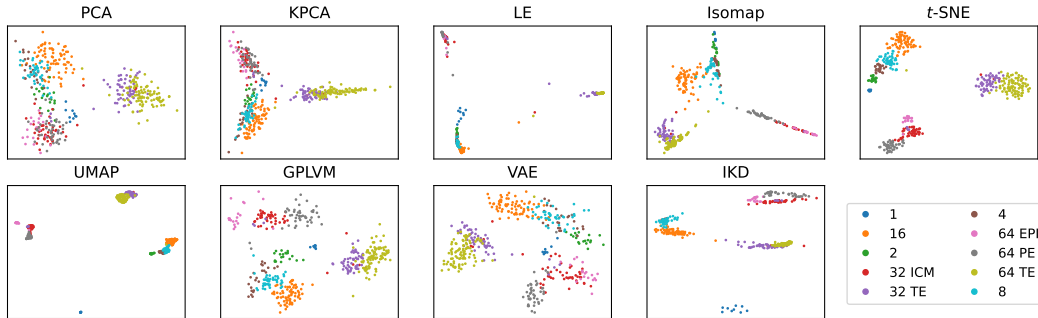 PCA
KPCA
LE
Isomap
t-SNE
UMAP
GPLVM
VAE
IKD
1
16
2
32 ICM
32 TE
4
64 EPI
64 PE
64 TE
8